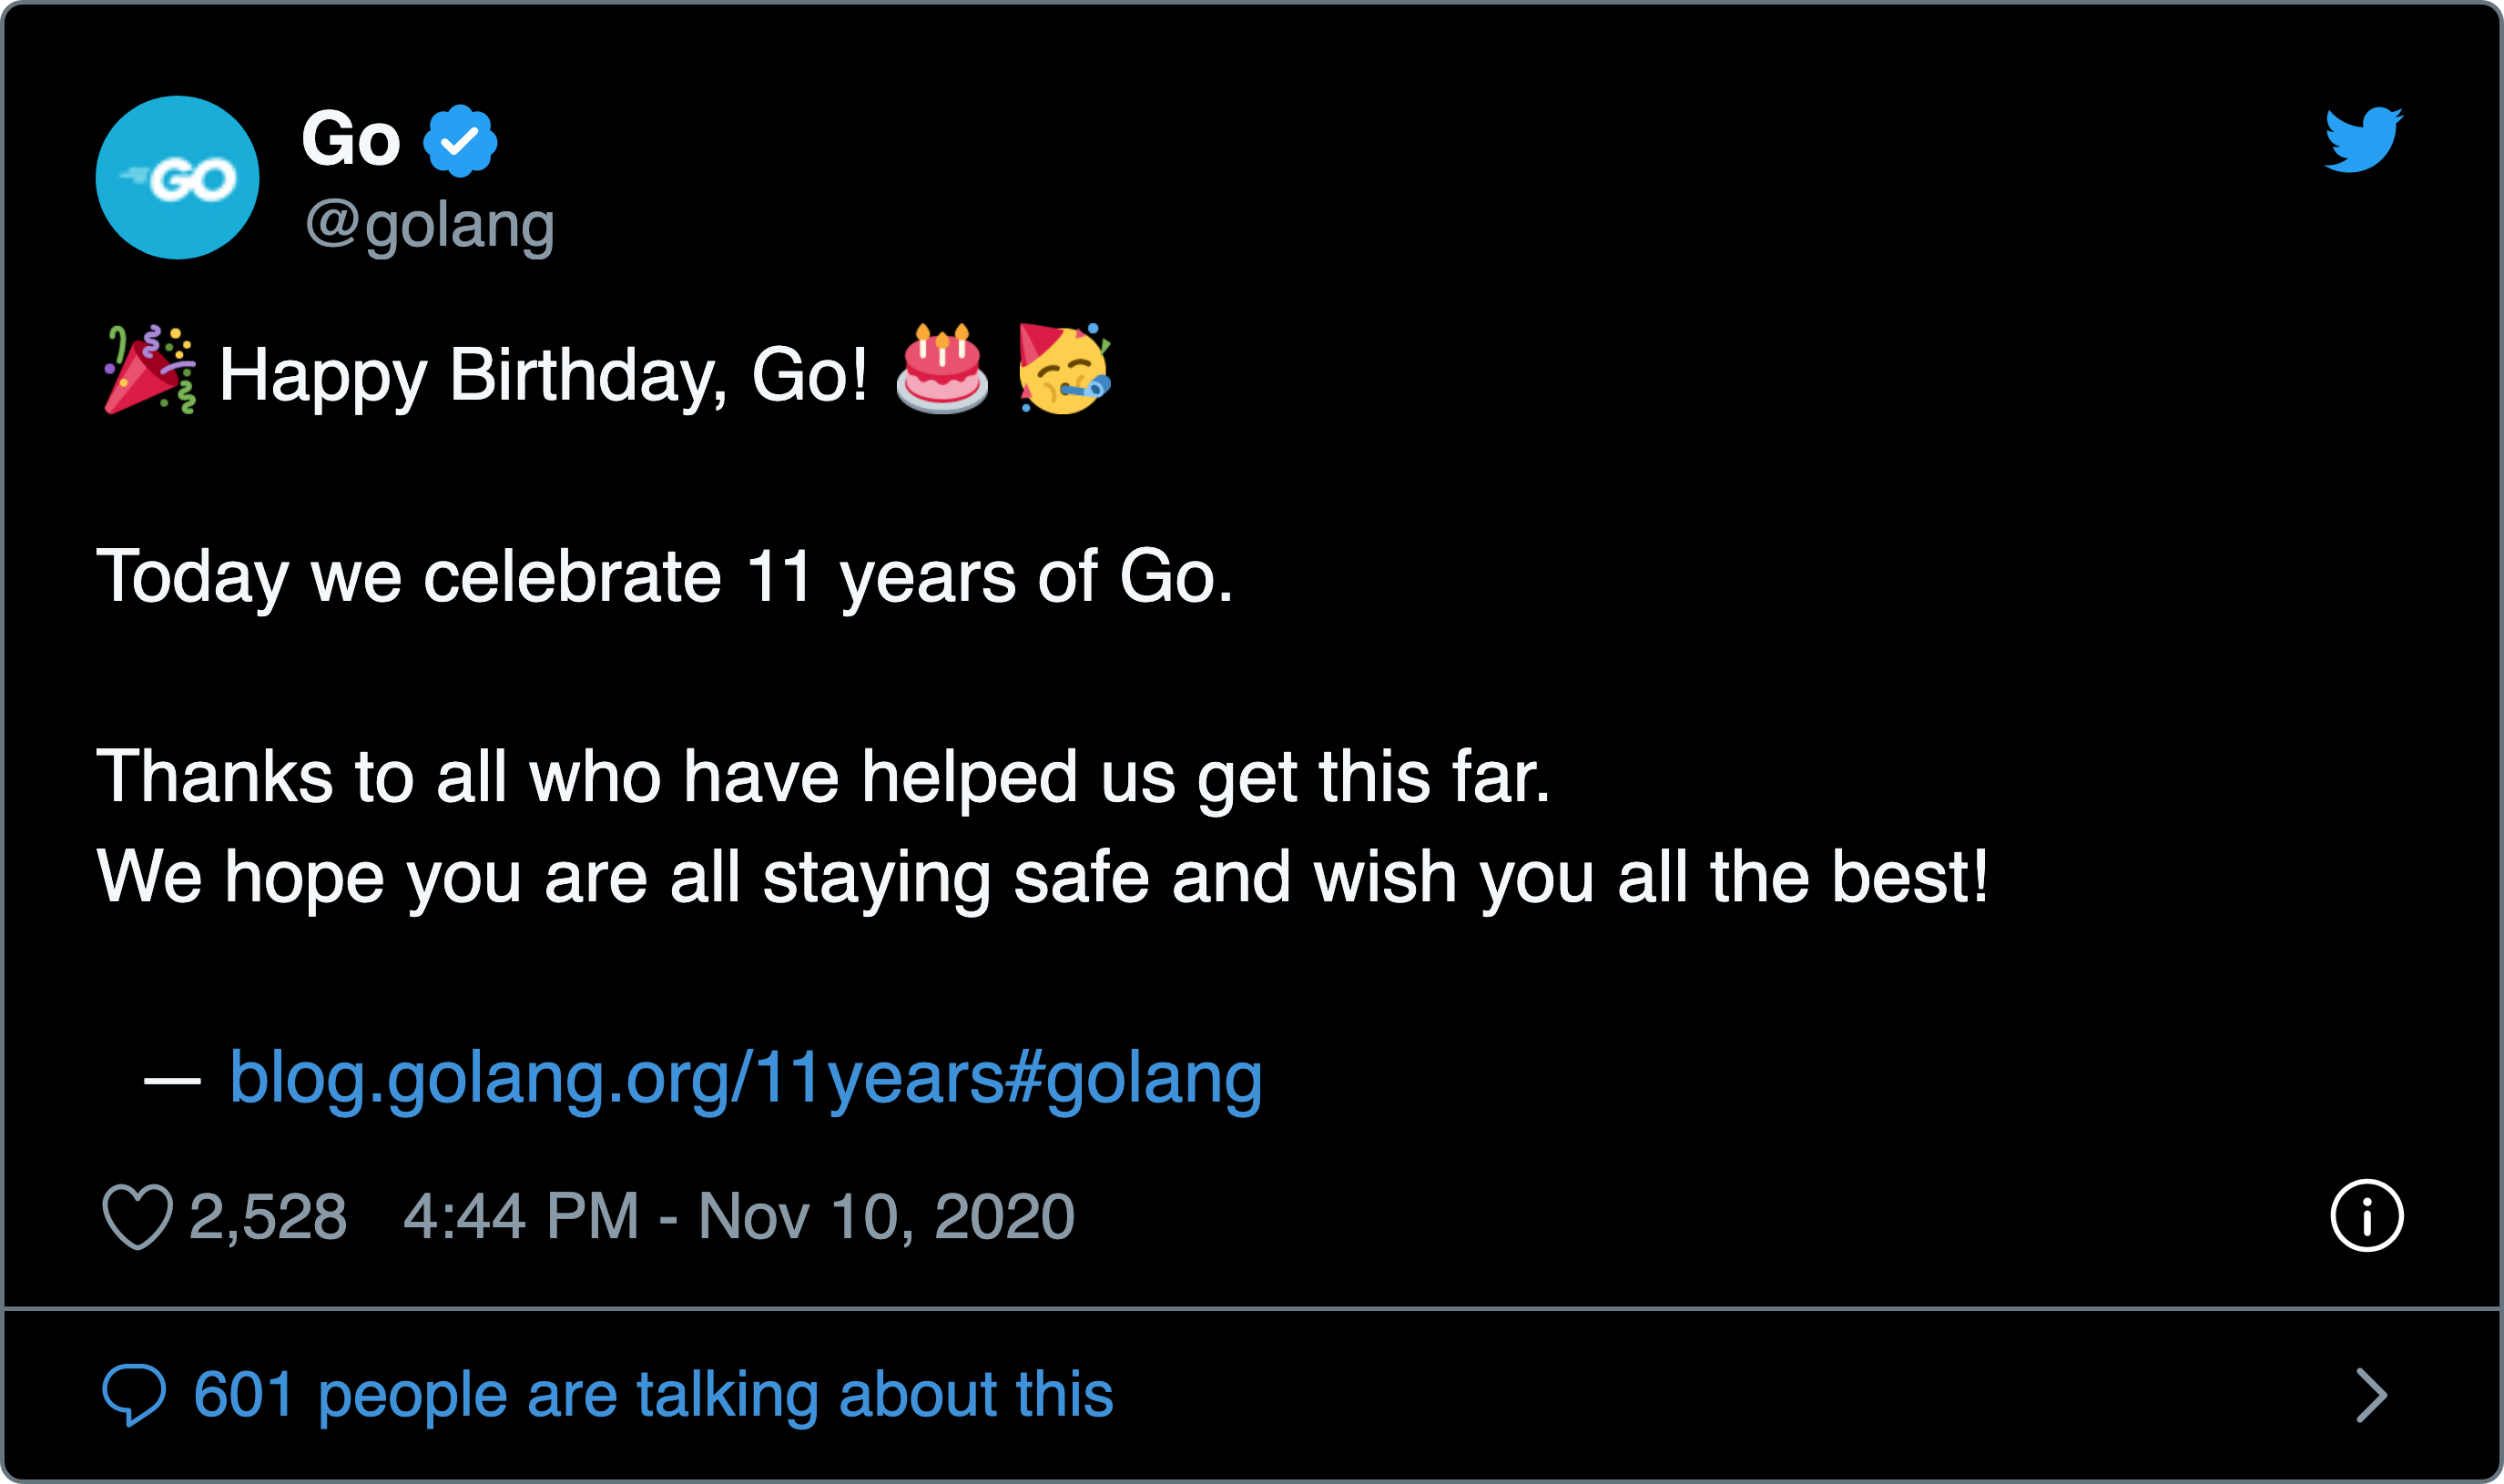 GO
Go
@golang
🎉 Happy Birthday, Go! 🎂 🥳
Today we celebrate 11 years of Go.
Thanks to all who have helped us get this far.
We hope you are all staying safe and wish you all the best!
— blog.golang.org/11years#golang
2,528 4:44 PM - Nov 10, 2020
601 people are talking about this